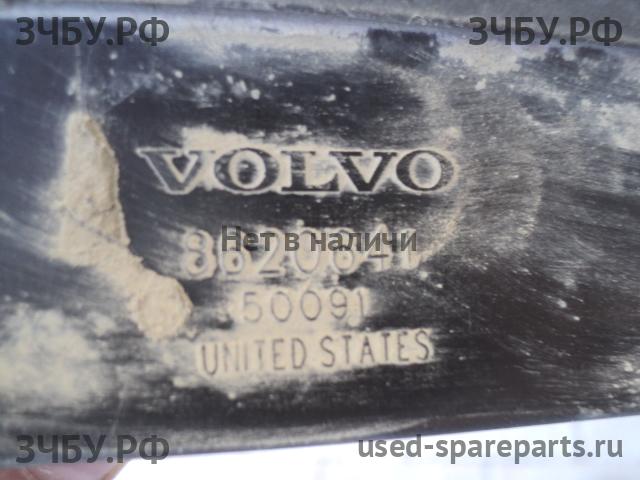 ЗЧБУ.РФ ЗЧБУ.РФ
VOLVO
Нет в наличи
50091
UNITED STATES
ЗЧБУ.РФ used-spareparts.ru